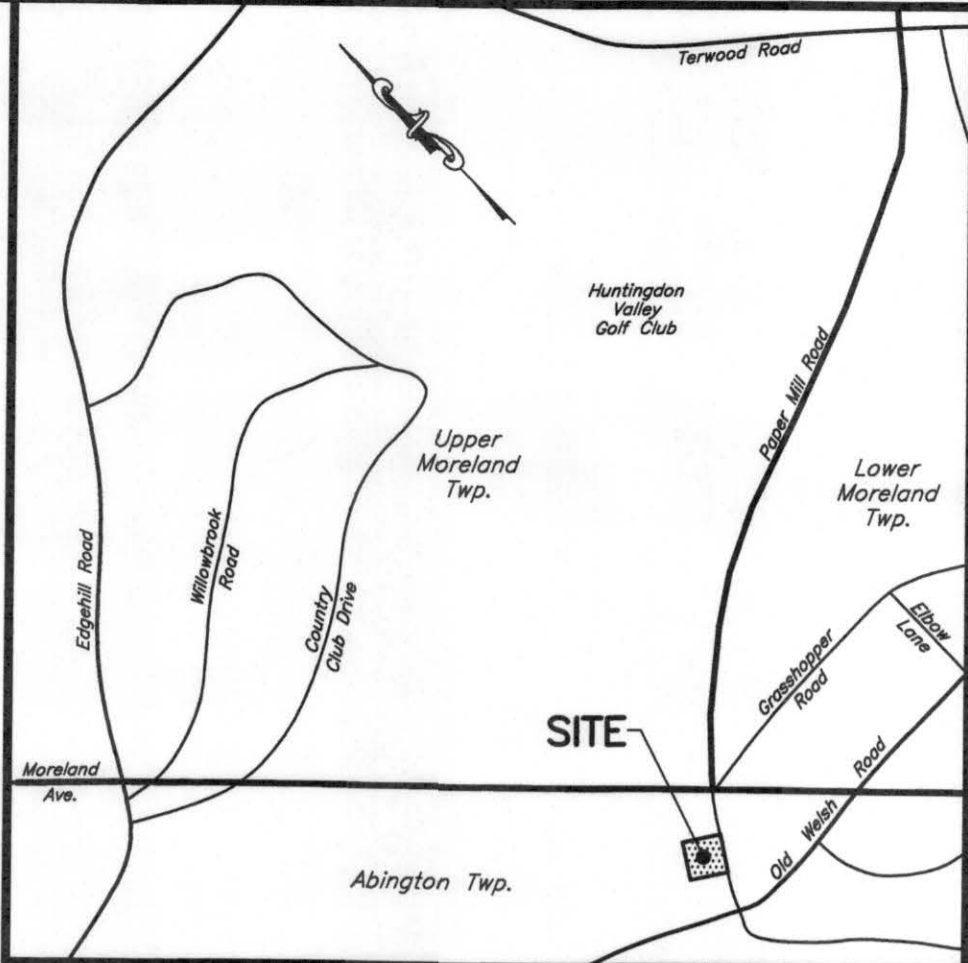 Terwood Road
Huntingdon
Valley
Golf Club
Paper Mill Road
Upper
Moreland
Twp.
Lower
Moreland
Twp.
Edgehill Road
Willowbrook
Road
Country
Club Drive
Elbow
Lane
Grasshopper
Road
SITE
Moreland
Ave.
Old Welsh Road
Abington Twp.